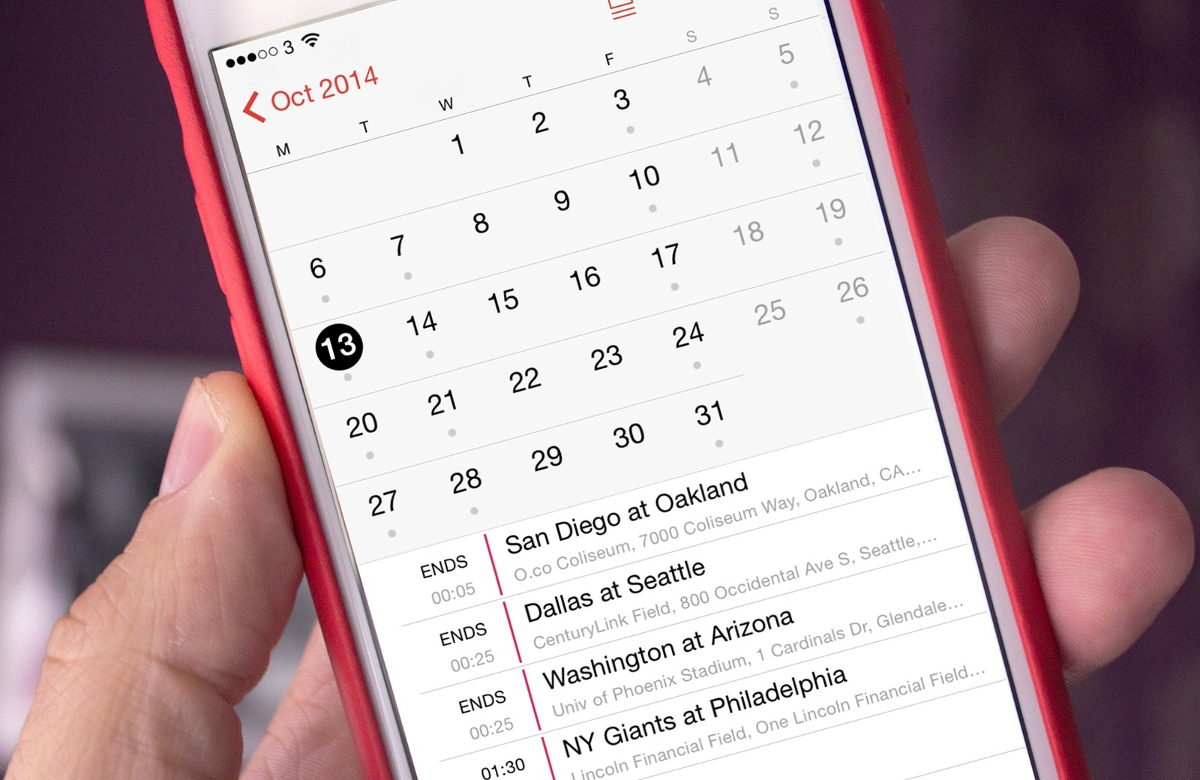 3
Oct 2014
M T W T F S S
1 2 3 4 5
6 7 8 9 10 11 12
13 14 15 16 17 18 19
20 21 22 23 24 25 26
27 28 29 30 31
ENDS San Diego at Oakland
00:05 O.co Coliseum, 7000 Coliseum Way, Oakland, CA...
ENDS Dallas at Seattle
00:25 CenturyLink Field, 800 Occidental Ave S, Seattle,...
ENDS Washington at Arizona
00:25 Univ of Phoenix Stadium, 1 Cardinals Dr, Glendale...
01:30 NY Giants at Philadelphia
Lincoln Financial Field, One Lincoln Financial Field...